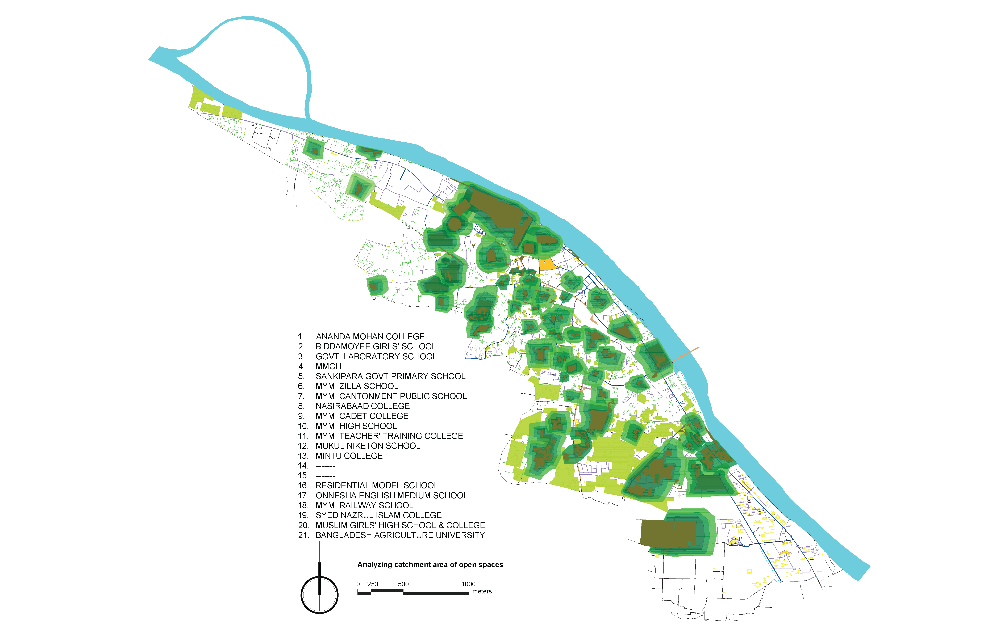 1. ANANDA MOHAN COLLEGE
2. BIDDAMOYEE GIRLS' SCHOOL
3. GOVT. LABORATORY SCHOOL
4. MMCH
5. SANKIPARA GOVT PRIMARY SCHOOL
6. MYM. ZILLA SCHOOL
7. MYM. CANTONMENT PUBLIC SCHOOL
8. NASIRABAAD COLLEGE
9. MYM. CADET COLLEGE
10. MYM. HIGH SCHOOL
11. MYM. TEACHER' TRAINING COLLEGE
12. MUKUL NIKETON SCHOOL
13. MINTU COLLEGE
14. -------
15. -------
16. RESIDENTIAL MODEL SCHOOL
17. ONNESHA ENGLISH MEDIUM SCHOOL
18. MYM. RAILWAY SCHOOL
19. SYED NAZRUL ISLAM COLLEGE
20. MUSLIM GIRLS' HIGH SCHOOL & COLLEGE
21. BANGLADESH AGRICULTURE UNIVERSITY
Analyzing catchment area of open spaces
0 250 500 1000
meters